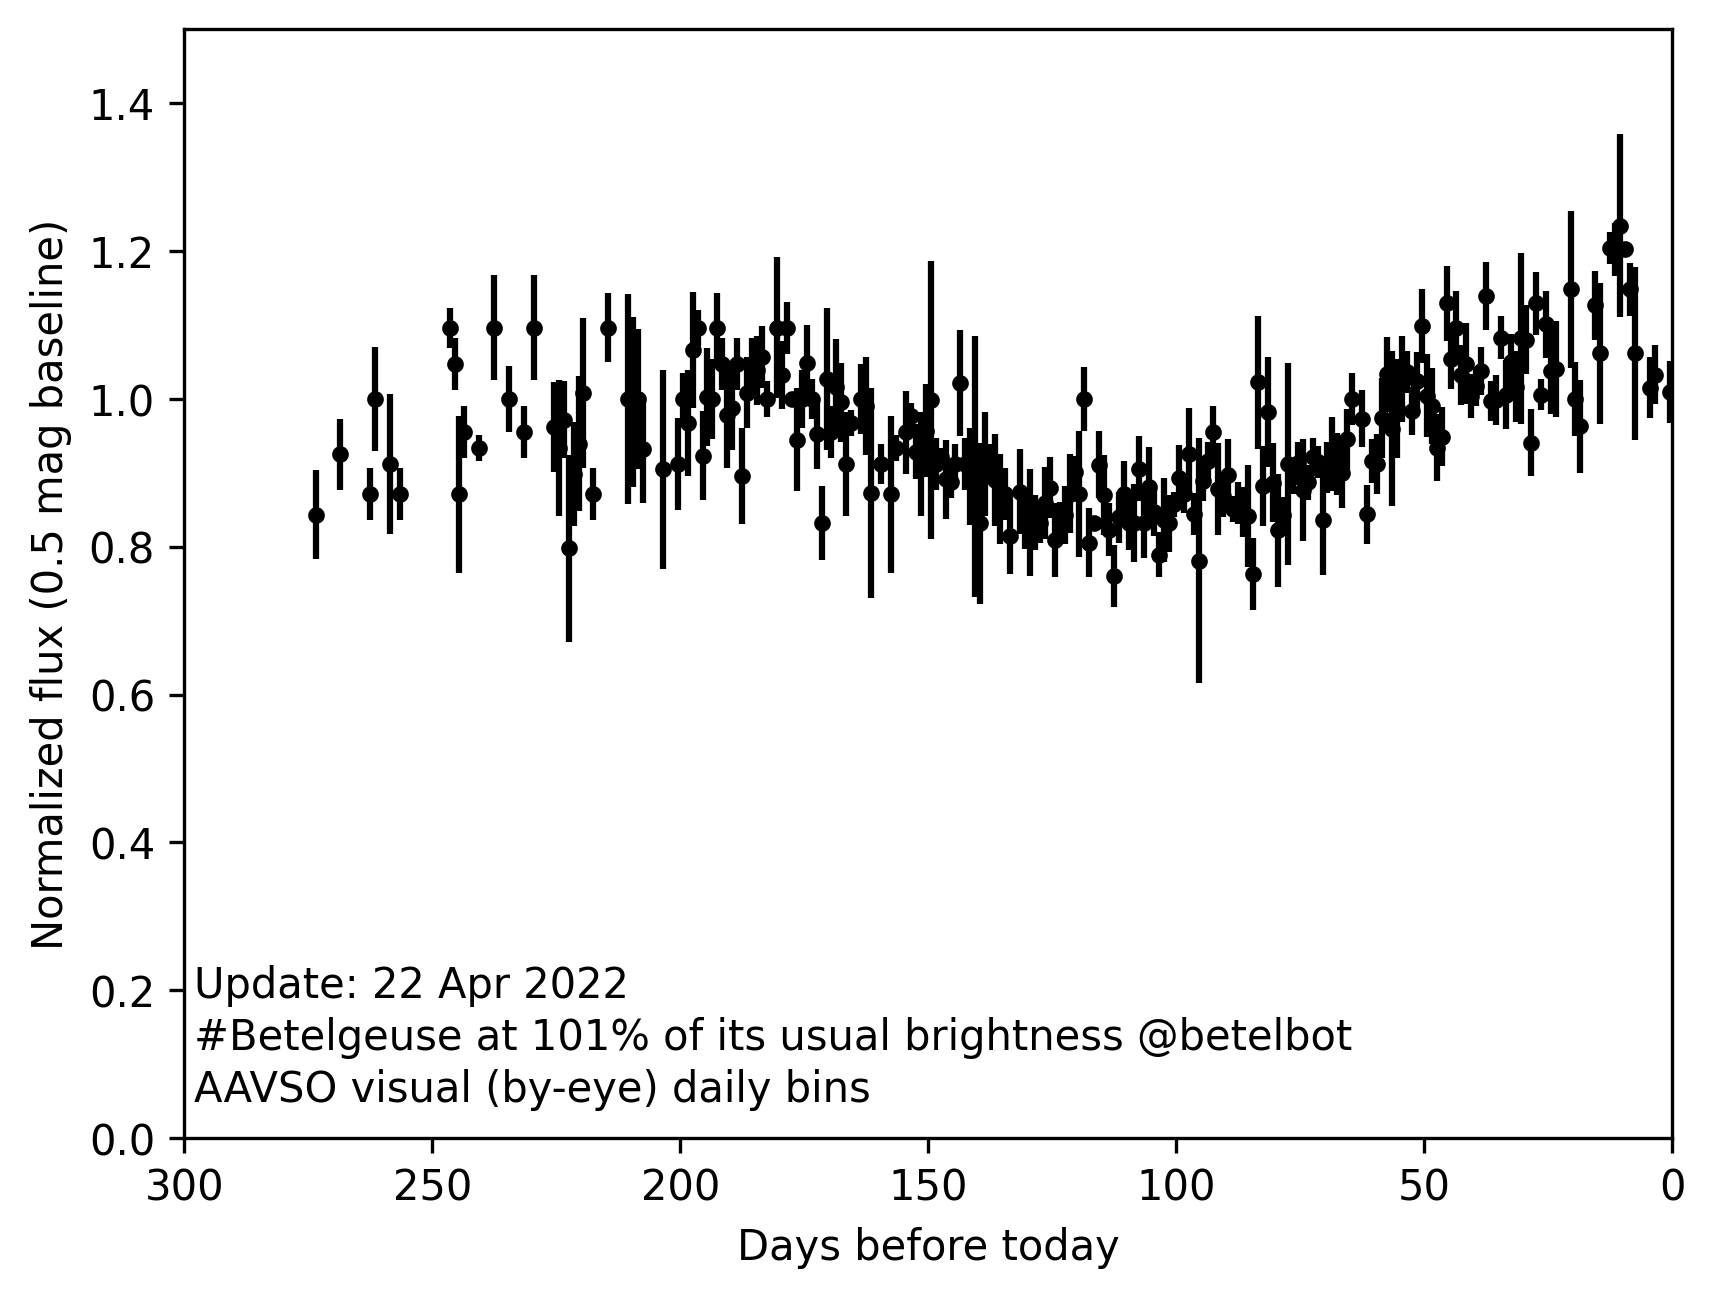 1.4
1.2
1.0
0.8
0.6
0.4
0.2
0.0
Normalized flux (0.5 mag baseline)
Update: 22 Apr 2022
#Betelgeuse at 101% of its usual brightness @betelbot
AAVSO visual (by-eye) daily bins
300 250 200 150 100 50 0
Days before today